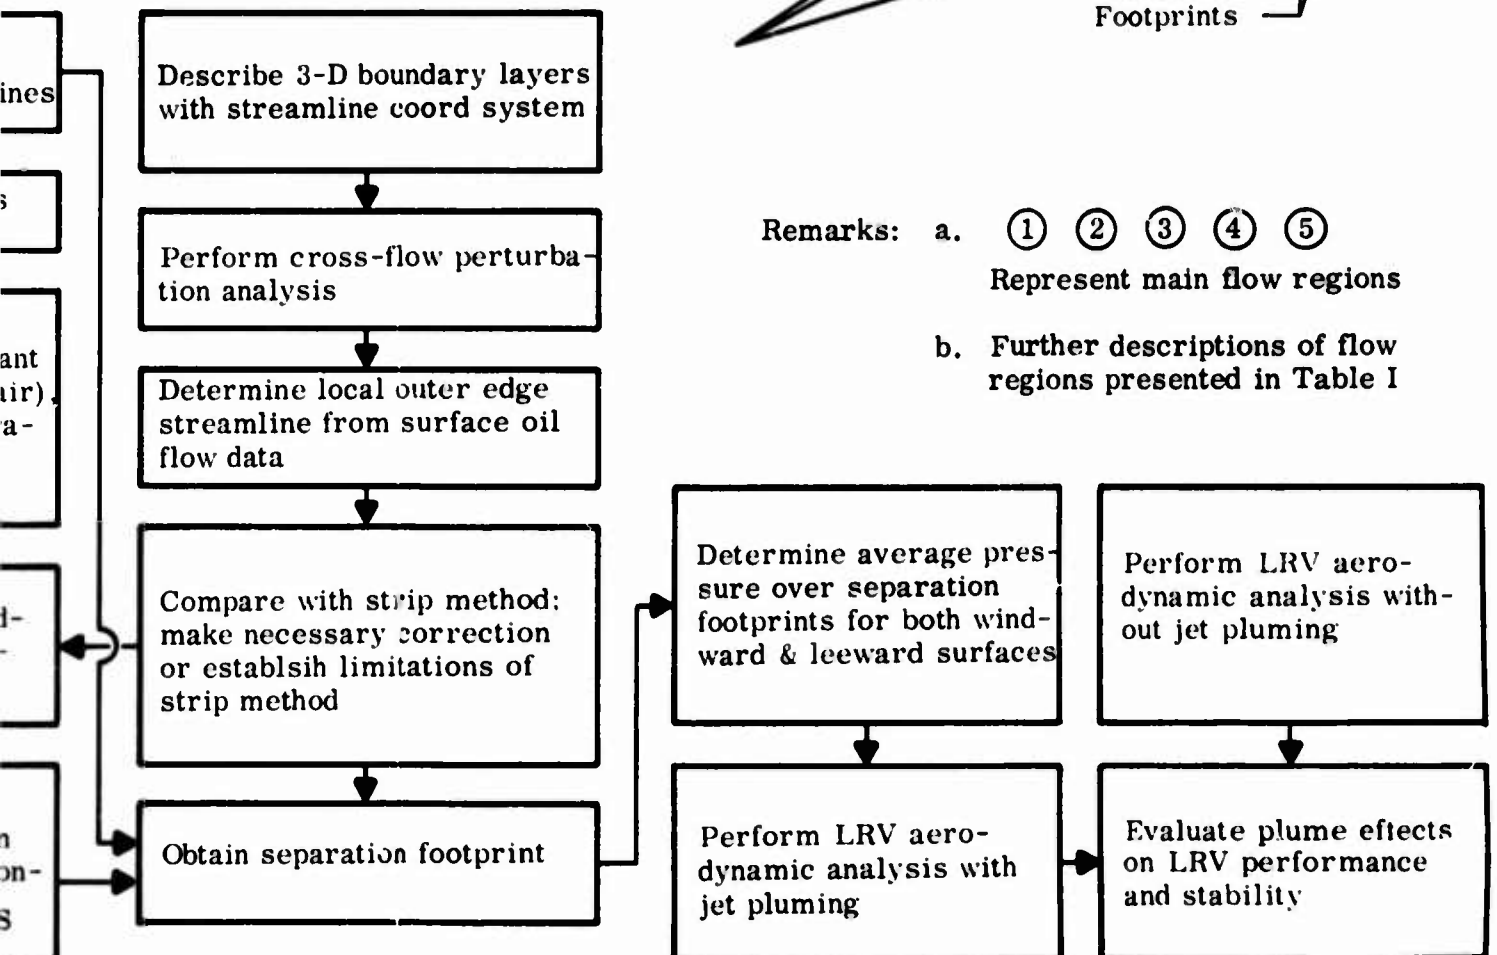 Footprints
ines
s
ant
air).
a-
d-
-
n
on-
S
Describe 3-D boundary layers
with streamline coord system
Perform cross-flow perturba-
tion analysis
Determine local outer edge
streamline from surface oil
flow data
Compare with strip method:
make necessary correction
or establsih limitations of
strip method
Obtain separation footprint
Remarks: a. 1 2 3 4 5
Represent main flow regions
b. Further descriptions of flow
regions presented in Table I
Determine average pres-
sure over separation
footprints for both wind-
ward & leeward surfaces
Perform LRV aero-
dynamic analysis with
jet pluming
Perform LRV aero-
dynamic analysis with-
out jet pluming
Evaluate plume effects
on LRV performance
and stability